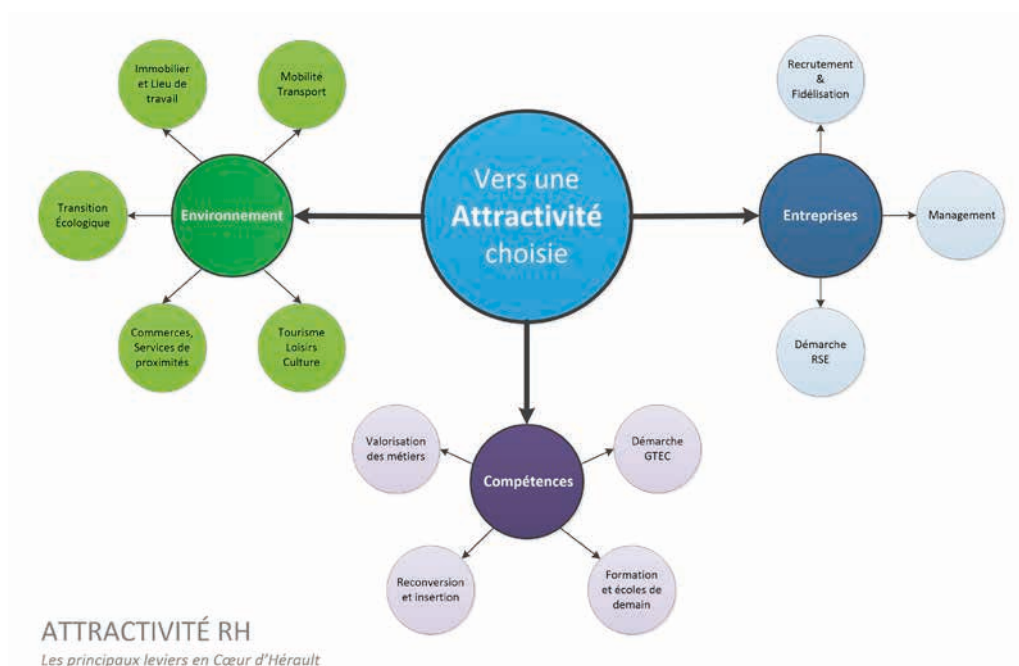 Immobilier
et Lieu de
travail
Mobilité
Transport
Transition
Écologique
Environnement
Commerces,
Services de
proximités
Tourisme
Loisirs
Culture
Vers une
Attractivité
choisie
Recrutement
&
Fidélisation
Entreprises
Management
Démarche
RSE
Valorisation
des métiers
Démarche
GTEC
Compétences
Reconversion
et insertion
Formation
et écoles de
demain
ATTRACTIVITÉ RH
Les principaux leviers en Cœur d'Hérault